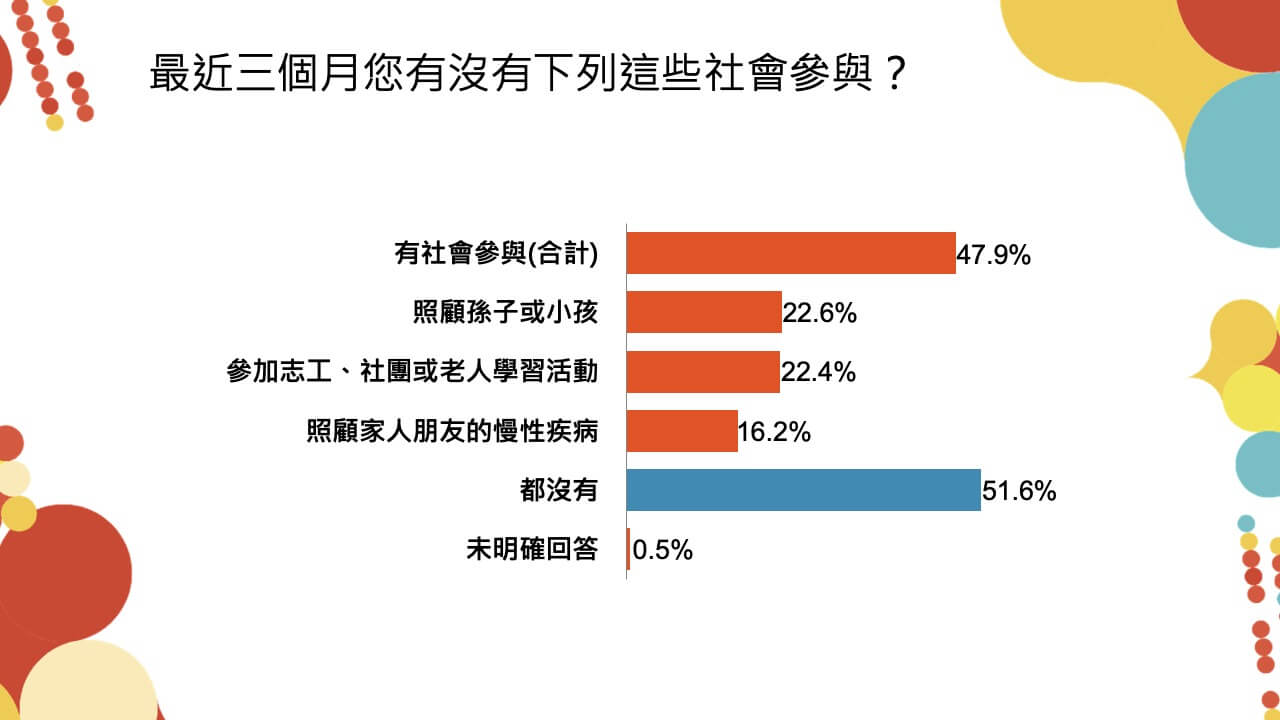 最近三個月您有沒有下列這些社會參與？
有社會參與(合計) 47.9%
照顧孫子或小孩 22.6%
參加志工、社團或老人學習活動 22.4%
照顧家人朋友的慢性疾病 16.2%
都沒有 51.6%
未明確回答 0.5%